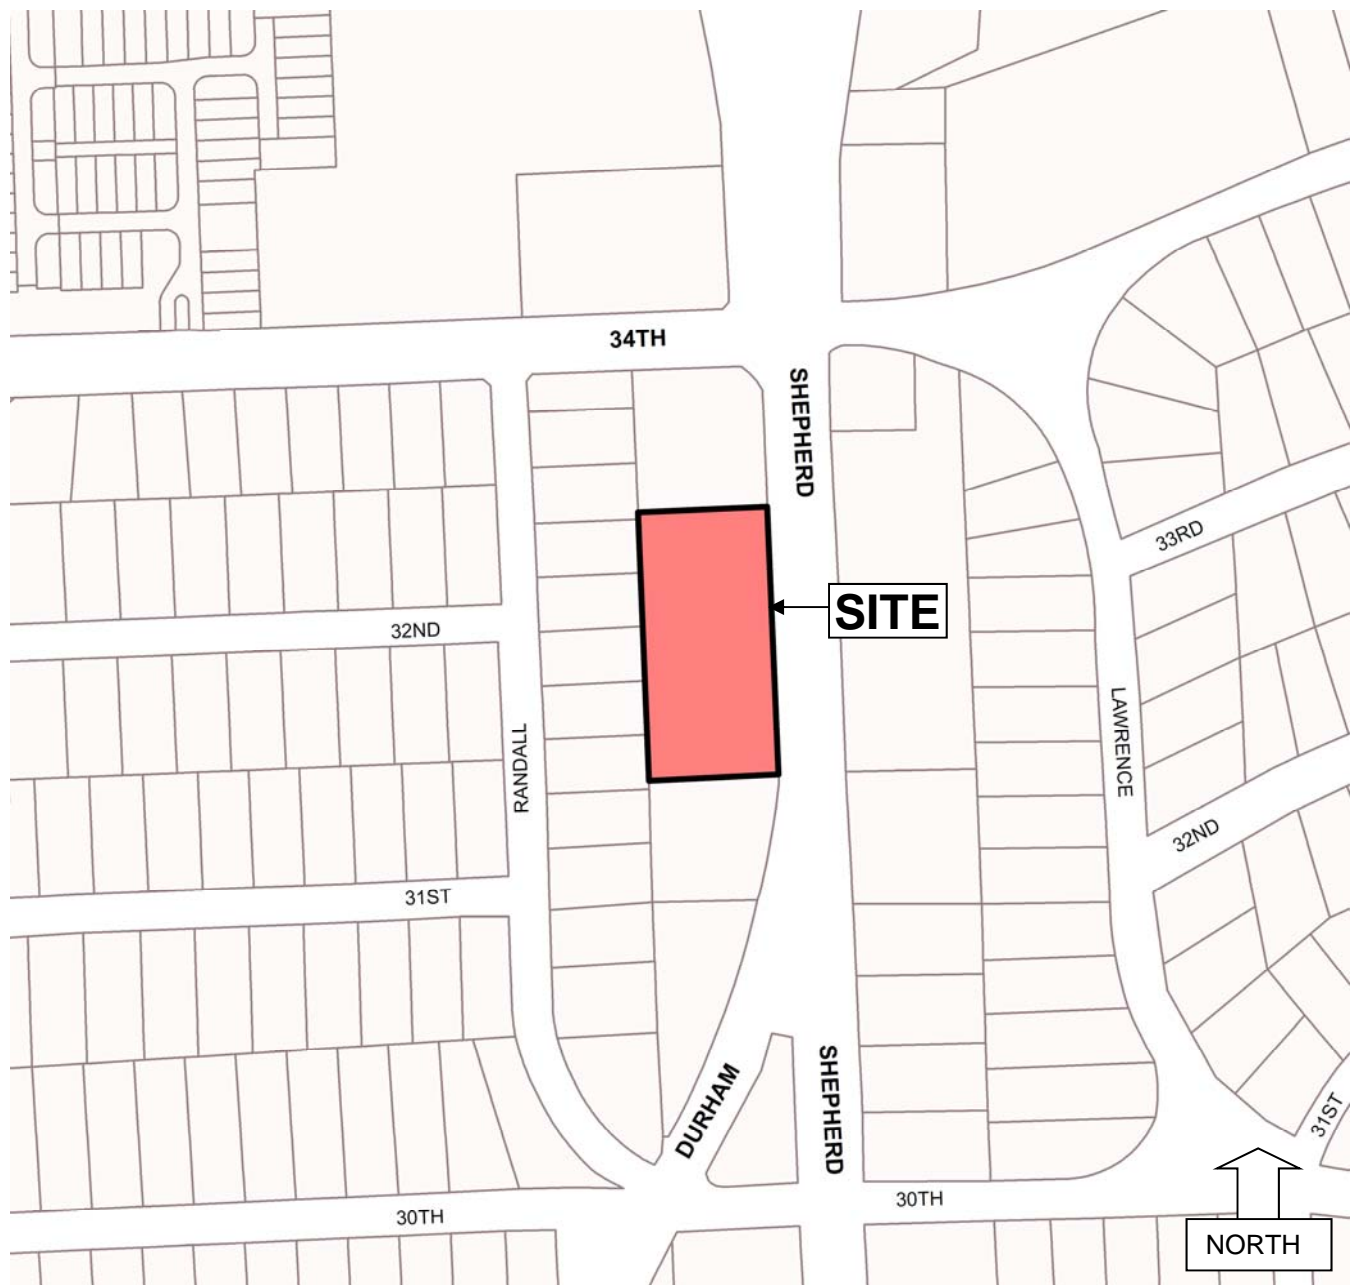 34TH
SHEPHERD
33RD
SITE
32ND
LAWRENCE
RANDALL
32ND
31ST
SHEPHERD
DURHAM
31ST
30TH
30TH
NORTH